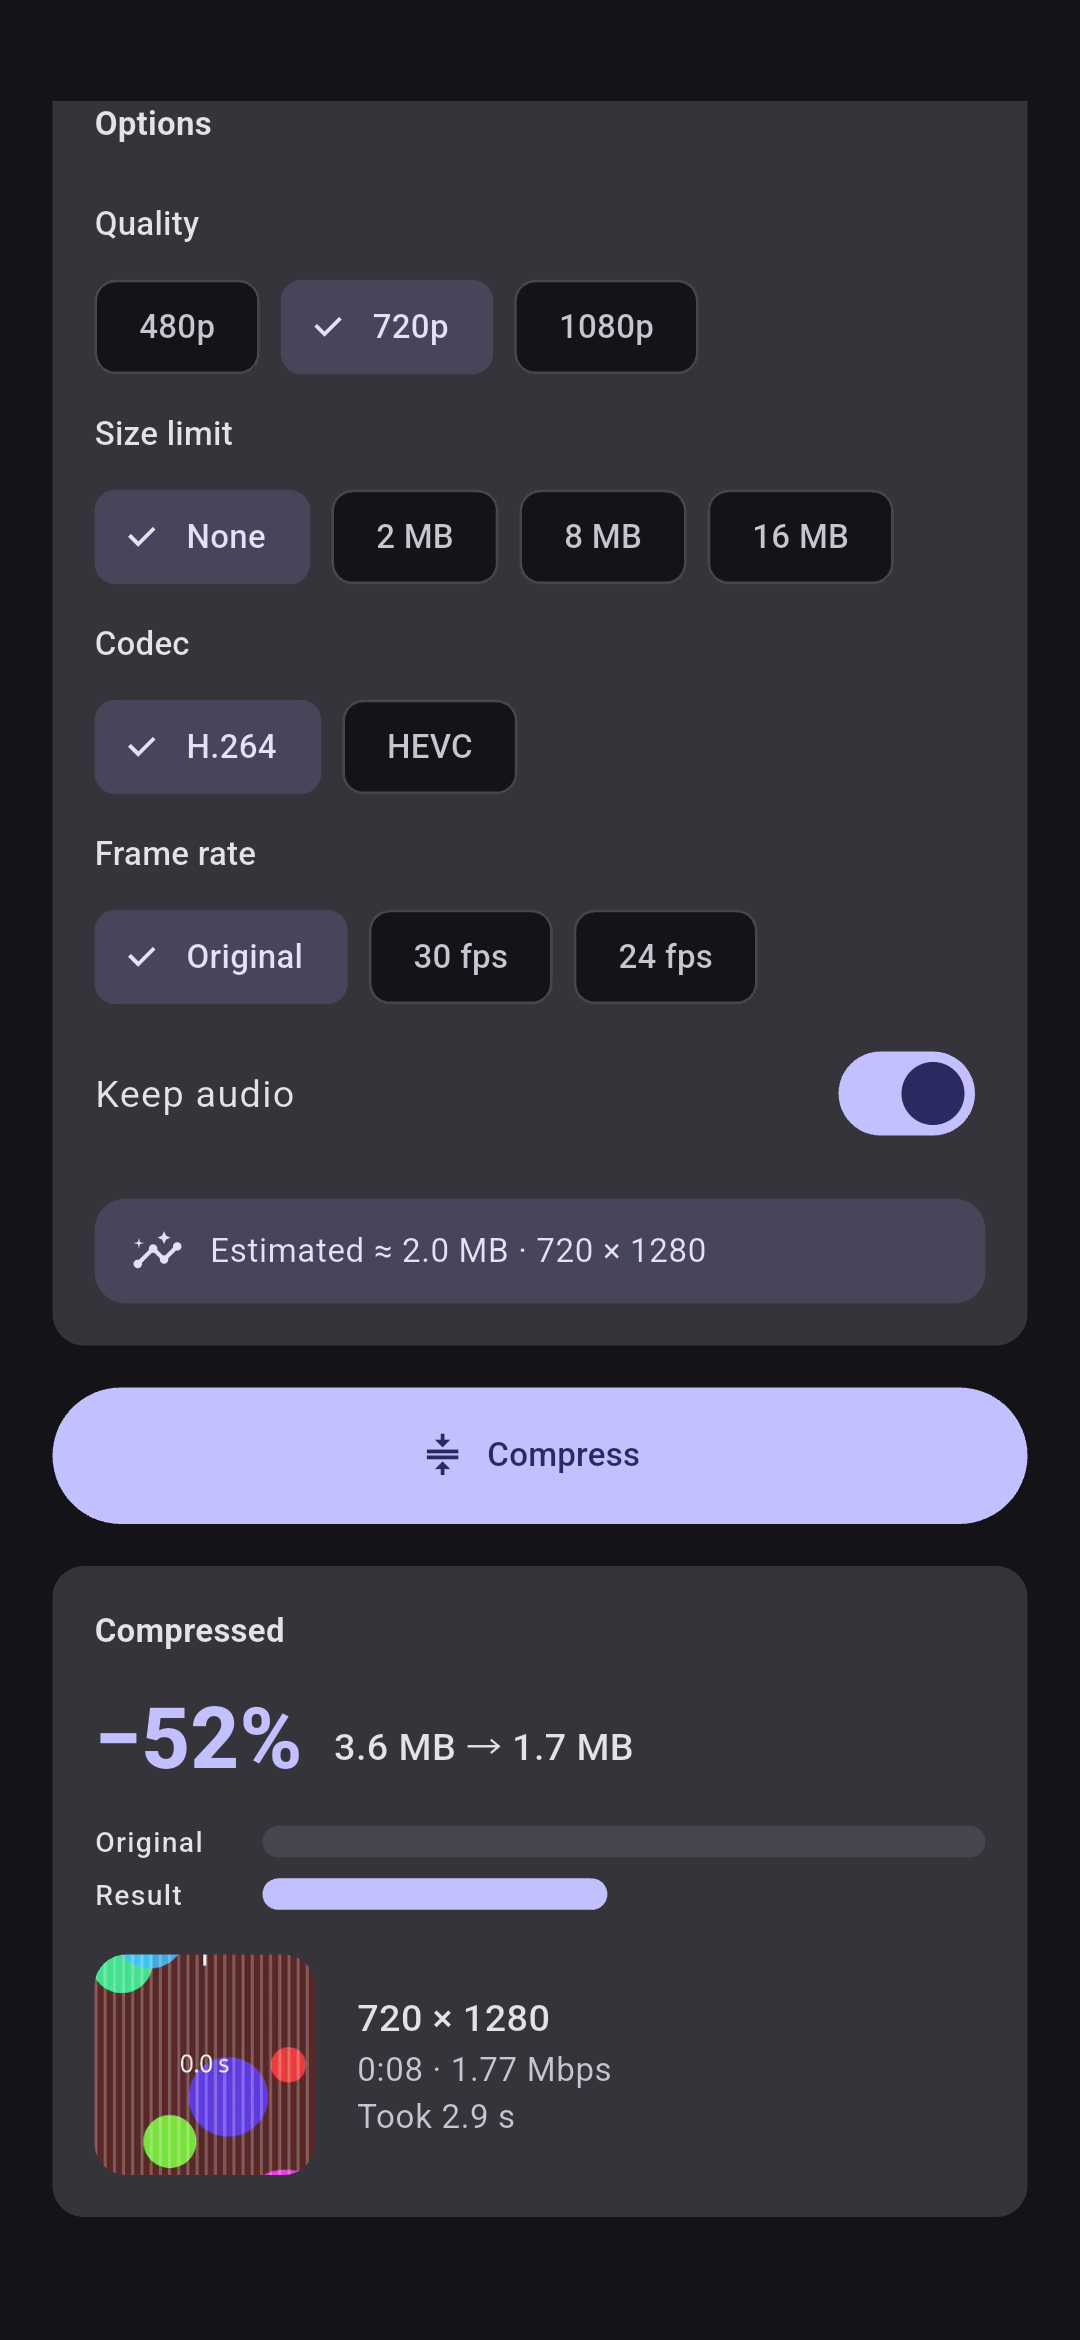 Options
Quality
480p 720p 1080p
Size limit
None 2 MB 8 MB 16 MB
Codec
H.264 HEVC
Frame rate
Original 30 fps 24 fps
Keep audio
Estimated ≈ 2.0 MB · 720 × 1280
Compress
Compressed
−52% 3.6 MB → 1.7 MB
Original
Result
0.0 s
720 × 1280
0:08 · 1.77 Mbps
Took 2.9 s